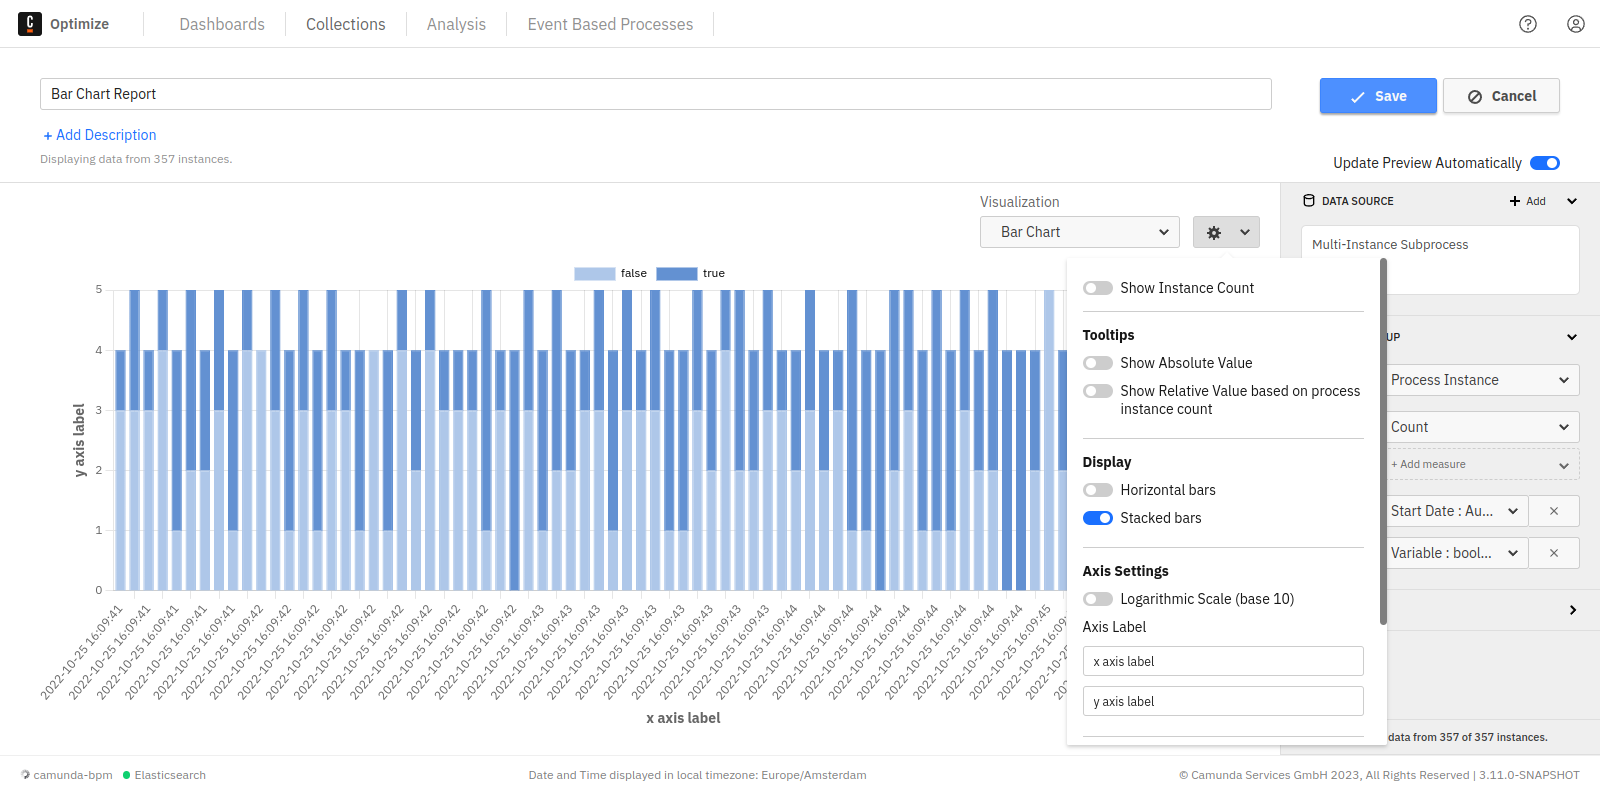 Optimize
Dashboards
Collections
Analysis
Event Based Processes
Bar Chart Report
Save
Cancel
+ Add Description
Displaying data from 357 instances.
Update Preview Automatically
Visualization
Bar Chart
DATA SOURCE
Add
Multi-Instance Subprocess
false
true
5
4
3
2
1
0
y axis label
2022-10-25 16:09:41
2022-10-25 16:09:41
2022-10-25 16:09:41
2022-10-25 16:09:41
2022-10-25 16:09:41
2022-10-25 16:09:42
2022-10-25 16:09:42
2022-10-25 16:09:42
2022-10-25 16:09:42
2022-10-25 16:09:42
2022-10-25 16:09:42
2022-10-25 16:09:42
2022-10-25 16:09:42
2022-10-25 16:09:42
2022-10-25 16:09:42
2022-10-25 16:09:43
2022-10-25 16:09:43
2022-10-25 16:09:43
2022-10-25 16:09:43
2022-10-25 16:09:43
2022-10-25 16:09:43
2022-10-25 16:09:43
2022-10-25 16:09:43
2022-10-25 16:09:43
2022-10-25 16:09:44
2022-10-25 16:09:44
2022-10-25 16:09:44
2022-10-25 16:09:44
2022-10-25 16:09:44
2022-10-25 16:09:44
2022-10-25 16:09:44
2022-10-25 16:09:44
2022-10-25 16:09:44
2022-10-25 16:09:45
x axis label
Show Instance Count
Tooltips
Show Absolute Value
Show Relative Value based on process
instance count
Display
Horizontal bars
Stacked bars
Axis Settings
Logarithmic Scale (base 10)
Axis Label
x axis label
y axis label
UP
Process Instance
Count
+ Add measure
Start Date : Au...
Variable : bool...
data from 357 of 357 instances.
camunda-bpm
Elasticsearch
Date and Time displayed in local timezone: Europe/Amsterdam
© Camunda Services GmbH 2023, All Rights Reserved | 3.11.0-SNAPSHOT